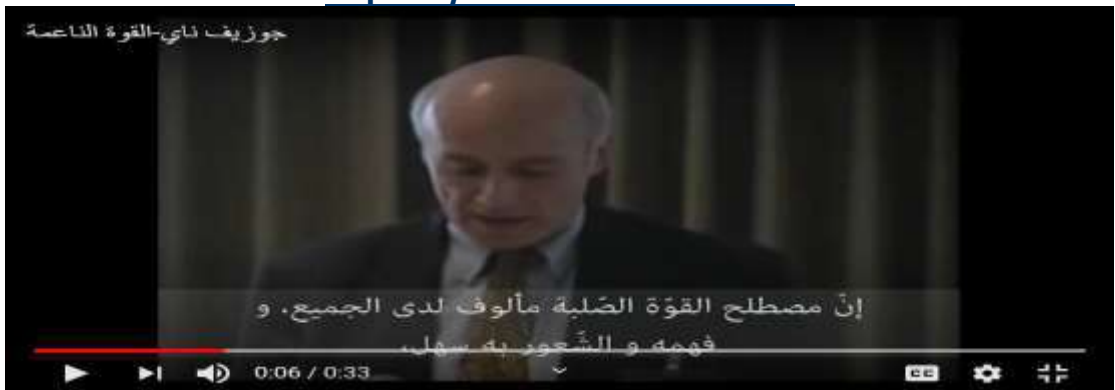 جوزيف ناي-القوة الناعمة
إنّ مصطلح القوّة الصّلبة مألوف لدى الجميع، و
فهمه و الشّعور به سهل،
0:06 / 0:33
CC